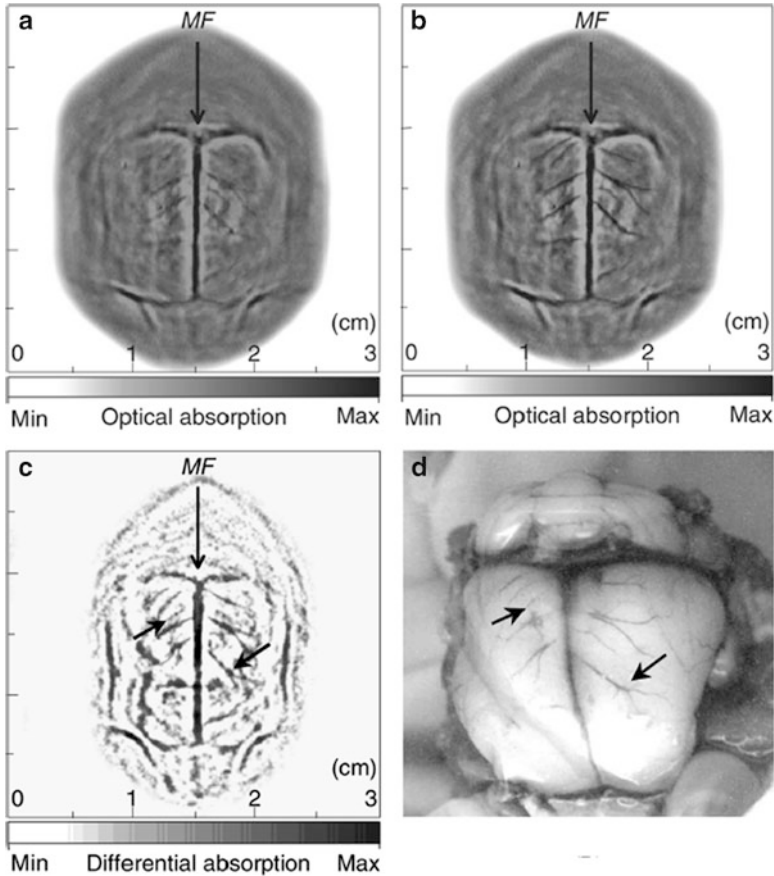 a
MF
(cm)
0 1 2 3
Min Optical absorption Max
b
MF
(cm)
0 1 2 3
Min Optical absorption Max
c
MF
(cm)
0 1 2 3
Min Differential absorption Max
d